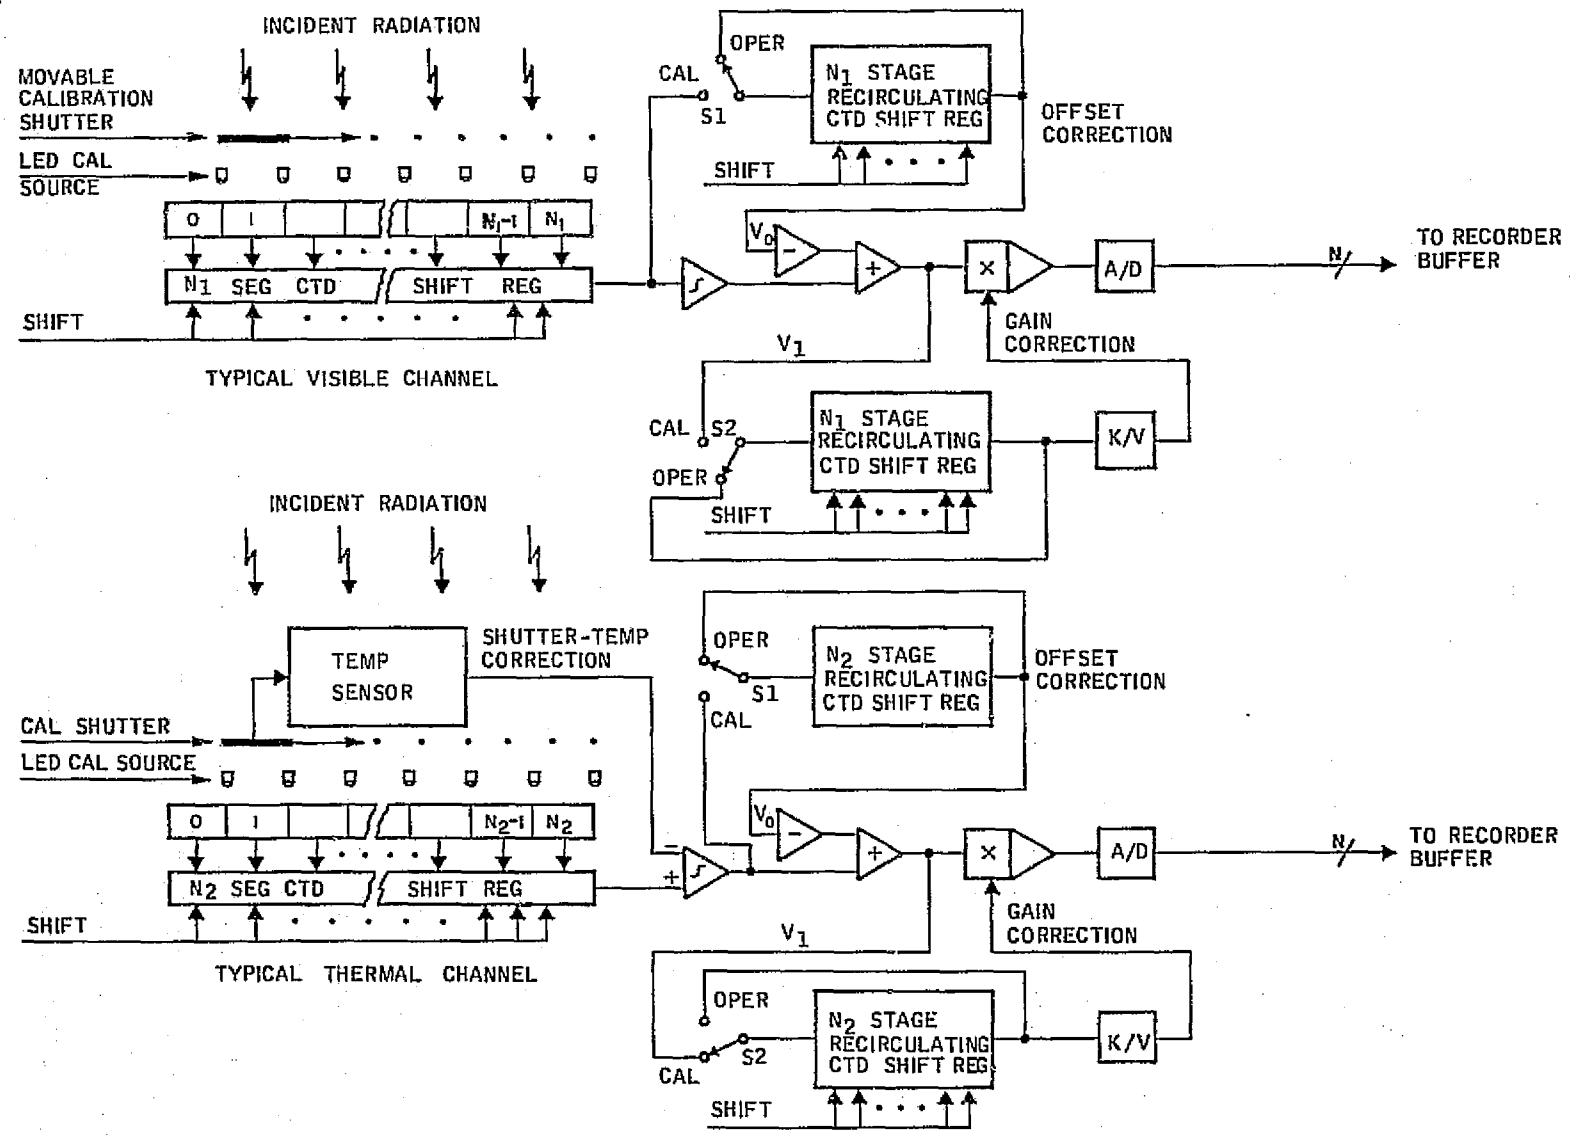 INCIDENT RADIATION
MOVABLE
CALIBRATION
SHUTTER
LED CAL
SOURCE
0 1 N1-1 N1
N1 SEG CTD SHIFT REG
SHIFT
TYPICAL VISIBLE CHANNEL
OPER
CAL
S1
N1 STAGE
RECIRCULATING
CTD SHIFT REG
OFFSET
CORRECTION
SHIFT
V0
-
+
X
A/D
N
TO RECORDER
BUFFER
GAIN
CORRECTION
V1
CAL
S2
OPER
N1 STAGE
RECIRCULATING
CTD SHIFT REG
K/V
SHIFT
INCIDENT RADIATION
TEMP
SENSOR
SHUTTER-TEMP
CORRECTION
CAL SHUTTER
LED CAL SOURCE
0 1 N2-1 N2
N2 SEG CTD SHIFT REG
SHIFT
TYPICAL THERMAL CHANNEL
OPER
S1
CAL
N2 STAGE
RECIRCULATING
CTD SHIFT REG
OFFSET
CORRECTION
-
+
V0
-
+
X
A/D
N
TO RECORDER
BUFFER
GAIN
CORRECTION
V1
OPER
S2
CAL
N2 STAGE
RECIRCULATING
CTD SHIFT REG
K/V
SHIFT